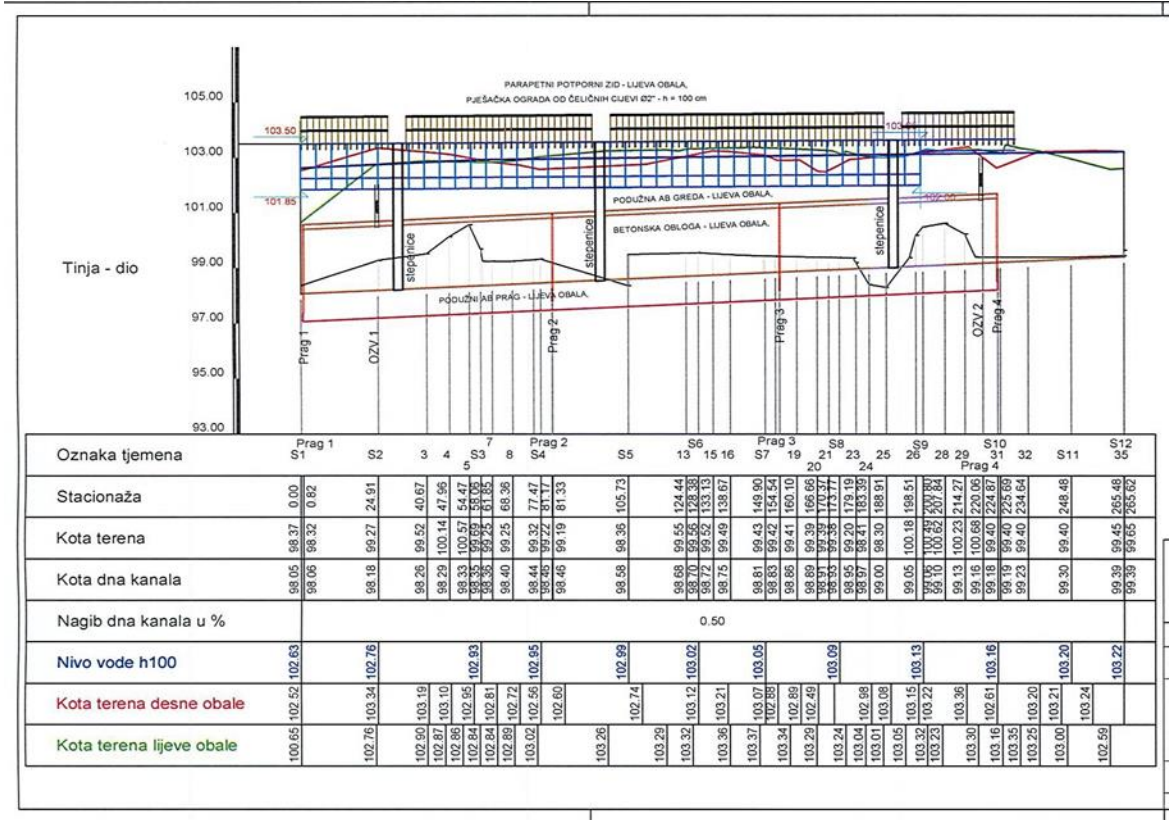 PARAPETNI POTPORNI ZID - LIJEVA OBALA,
PJEŠAČKA OGRADA OD ČELIČNIH CIJEVI Ø2" - h = 100 cm
105.00
103.50
103.00
101.85
101.00
99.00
97.00
95.00
93.00
Tinja - dio
PODUŽNA AB GREDA - LIJEVA OBALA,
BETONSKA OBLOGA - LIJEVA OBALA,
PODUŽNI AB PRAG - LIJEVA OBALA,
stepenice
stepenice
stepenice
Prag 1
OZV 1
Prag 2
Prag 3
OZV 2
Prag 4
Oznaka tjemena
Prag 1 7 Prag 2 S6 Prag 3 S8 S9 S10 S12
S1 S2 3 4 S3 8 S4 S5 13 15 16 S7 19 21 23 25 26 28 29 31 32 S11 35
5 20 24 Prag 4
Stacionaža
0.00 0.82 24.91 40.67 47.96 54.47 58.06 61.85 68.36 77.47 81.17 81.33 105.73 124.44 128.38 133.13 138.67 149.90 154.54 160.10 166.66 170.37 173.77 179.19 183.39 188.91 198.51 200.80 207.84 214.27 220.06 224.87 225.69 234.64 248.48 265.48 265.62
Kota terena
98.37 98.32 99.27 99.52 100.14 100.57 99.69 99.25 99.25 99.32 99.22 99.19 98.36 99.55 99.56 99.52 99.49 99.43 99.42 99.41 99.39 99.39 99.38 99.20 98.41 98.30 100.18 100.49 100.62 100.23 100.68 99.40 99.40 99.40 99.40 99.45 99.65
Kota dna kanala
98.05 98.06 98.18 98.26 98.29 98.33 98.35 98.36 98.40 98.44 98.46 98.46 98.58 98.68 98.70 98.72 98.75 98.81 98.83 98.86 98.89 98.91 98.93 98.95 98.97 99.00 99.05 99.06 99.10 99.13 99.16 99.18 99.19 99.23 99.30 99.39 99.39
Nagib dna kanala u %
0.50
Nivo vode h100
102.63 102.76 102.93 102.95 102.99 103.02 103.05 103.09 103.13 103.16 103.20 103.22
Kota terena desne obale
102.52 103.34 103.19 103.10 102.95 102.81 102.72 102.56 102.60 102.74 103.12 103.21 103.07 102.88 102.89 102.49 102.98 103.08 103.15 103.22 103.36 102.61 103.20 103.21 103.24
Kota terena lijeve obale
100.65 102.76 102.90 102.87 102.86 102.84 102.84 102.89 103.02 103.26 103.29 103.32 103.36 103.37 103.34 103.29 103.24 103.04 103.01 103.05 103.32 103.23 103.30 103.16 103.35 103.25 103.00 102.59